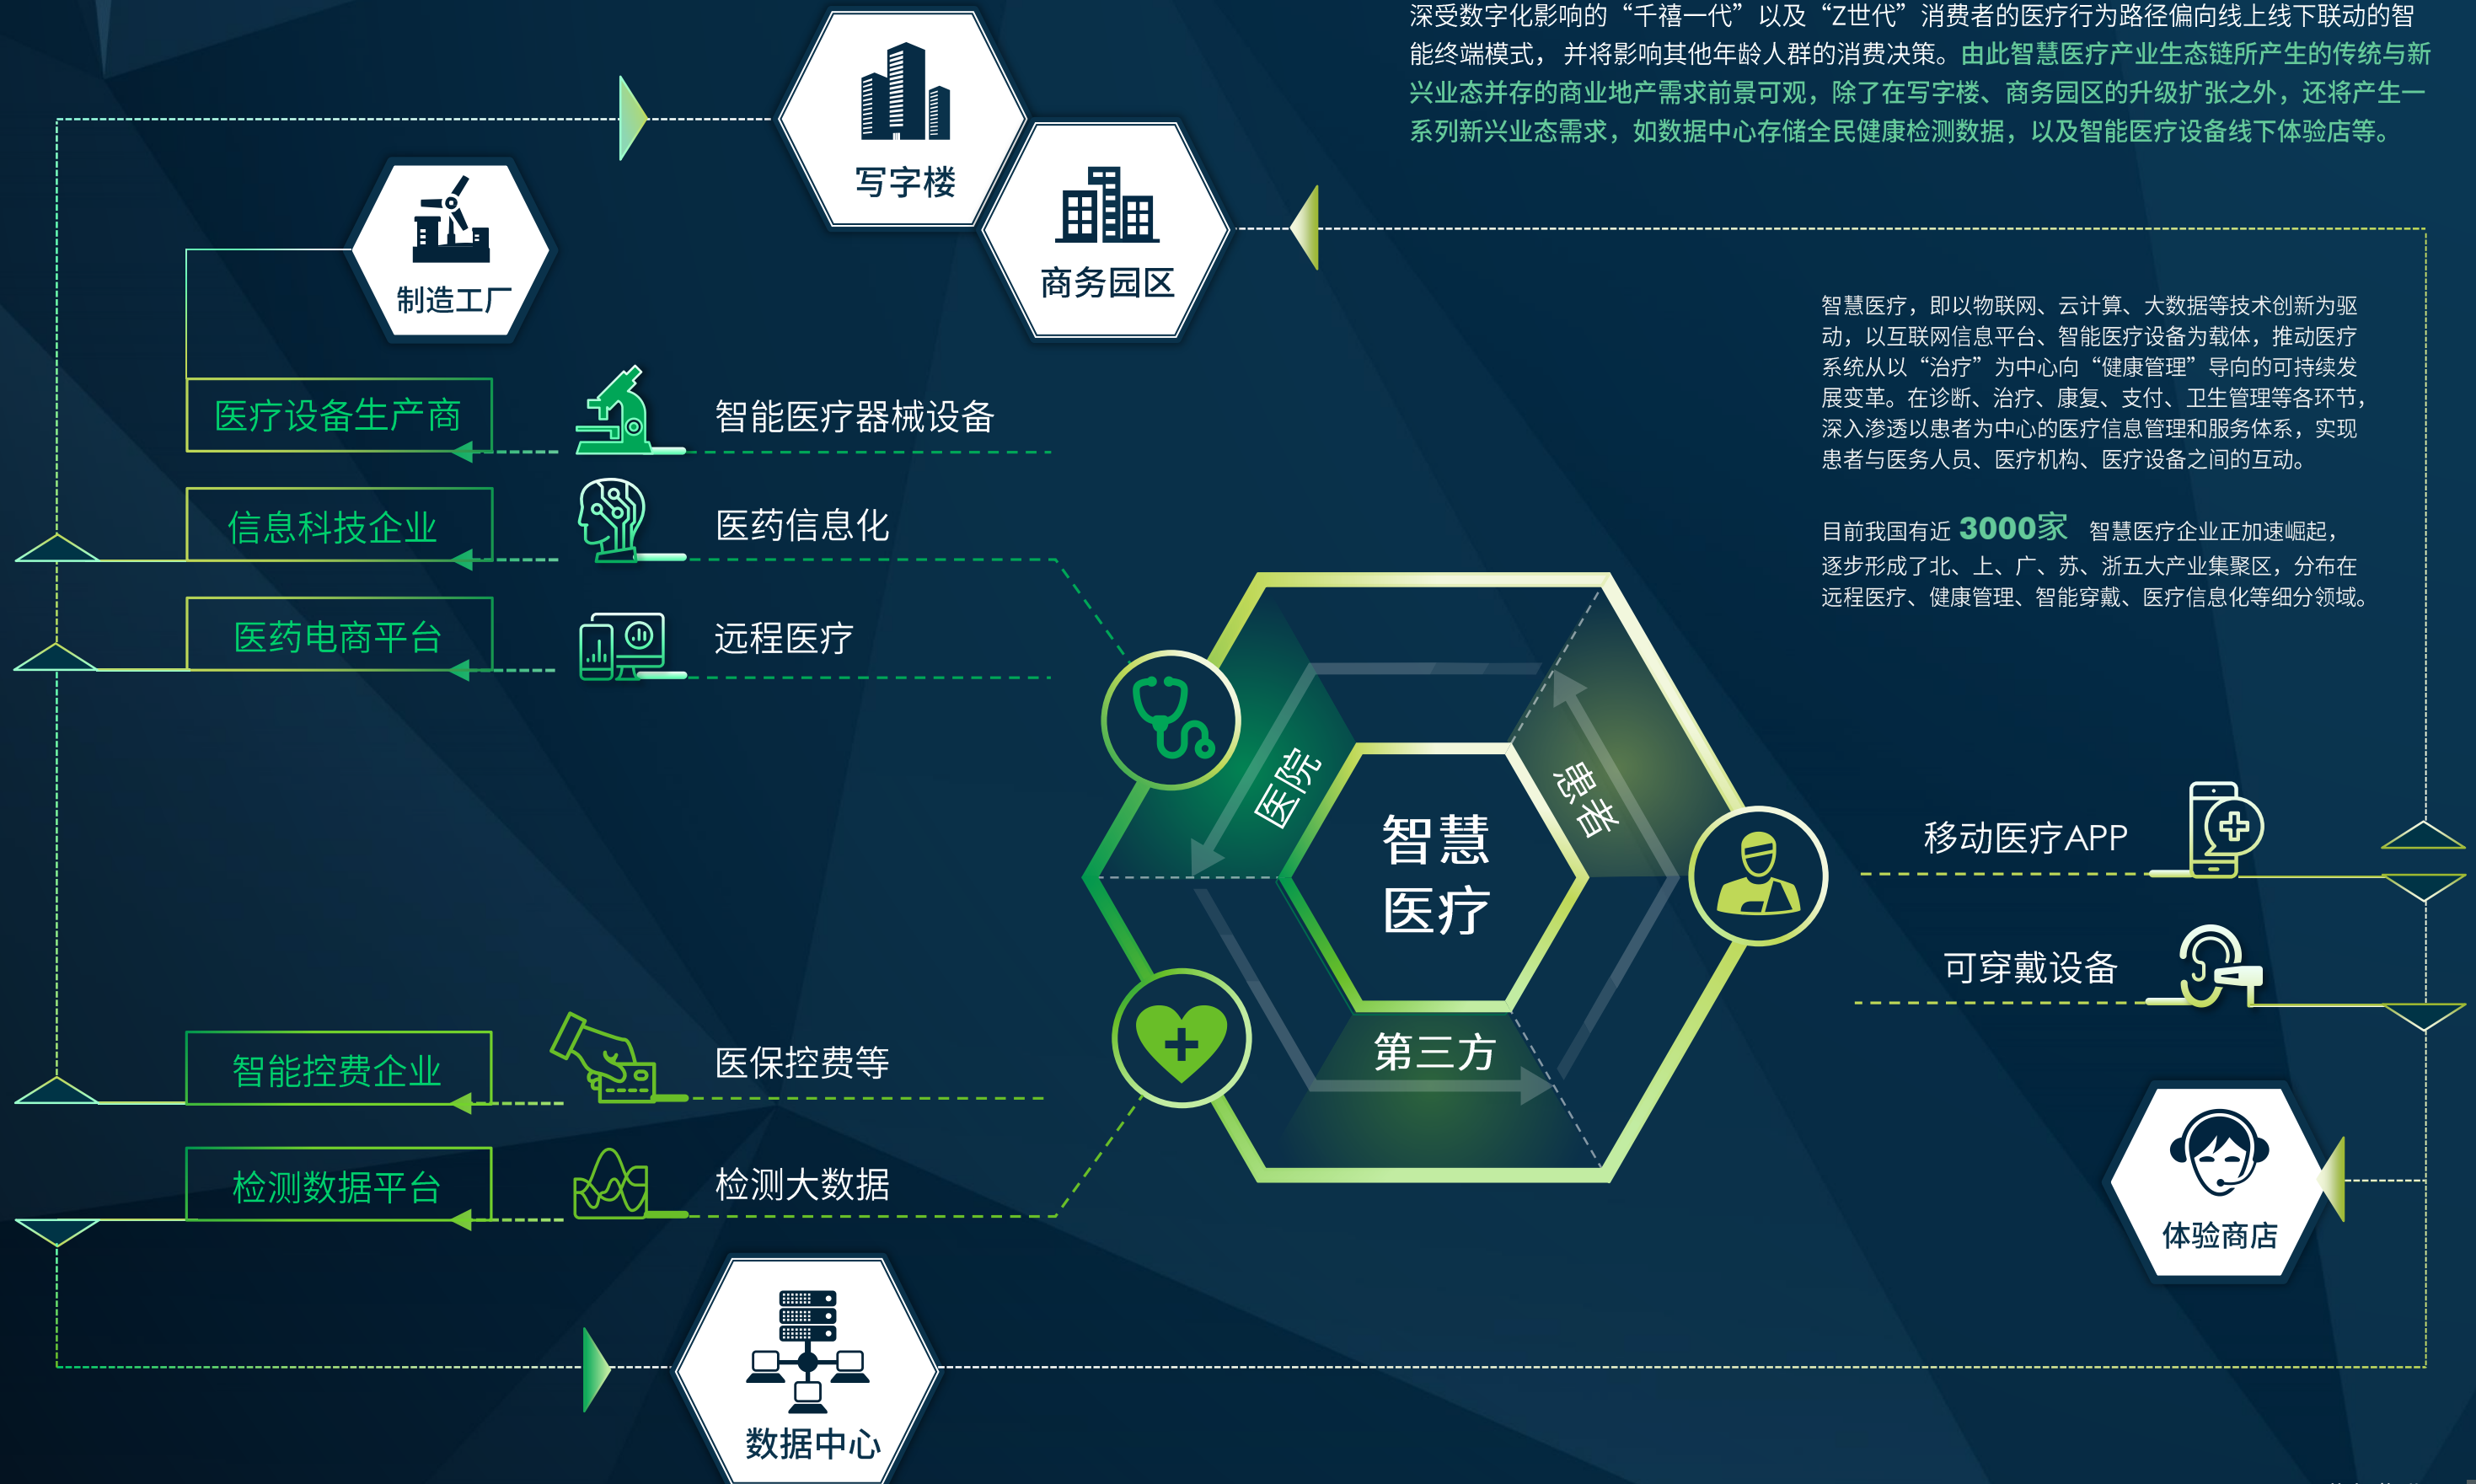 深受数字化影响的“千禧一代”以及“Z世代”消费者的医疗行为路径偏向线上线下联动的智
能终端模式，并将影响其他年龄人群的消费决策。由此智慧医疗产业生态链所产生的传统与新
兴业态并存的商业地产需求前景可观，除了在写字楼、商务园区的升级扩张之外，还将产生一
系列新兴业态需求，如数据中心存储全民健康检测数据，以及智能医疗设备线下体验店等。
写字楼
商务园区
制造工厂
智慧医疗，即以物联网、云计算、大数据等技术创新为驱
动，以互联网信息平台、智能医疗设备为载体，推动医疗
系统从以“治疗”为中心向“健康管理”导向的可持续发
展变革。在诊断、治疗、康复、支付、卫生管理等各环节，
深入渗透以患者为中心的医疗信息管理和服务体系，实现
患者与医务人员、医疗机构、医疗设备之间的互动。
目前我国有近 3000家 智慧医疗企业正加速崛起，
逐步形成了北、上、广、苏、浙五大产业集聚区，分布在
远程医疗、健康管理、智能穿戴、医疗信息化等细分领域。
医疗设备生产商
智能医疗器械设备
信息科技企业
医药信息化
医药电商平台
远程医疗
医院
患者
智慧
医疗
第三方
移动医疗APP
可穿戴设备
智能控费企业
医保控费等
检测数据平台
检测大数据
体验商店
数据中心